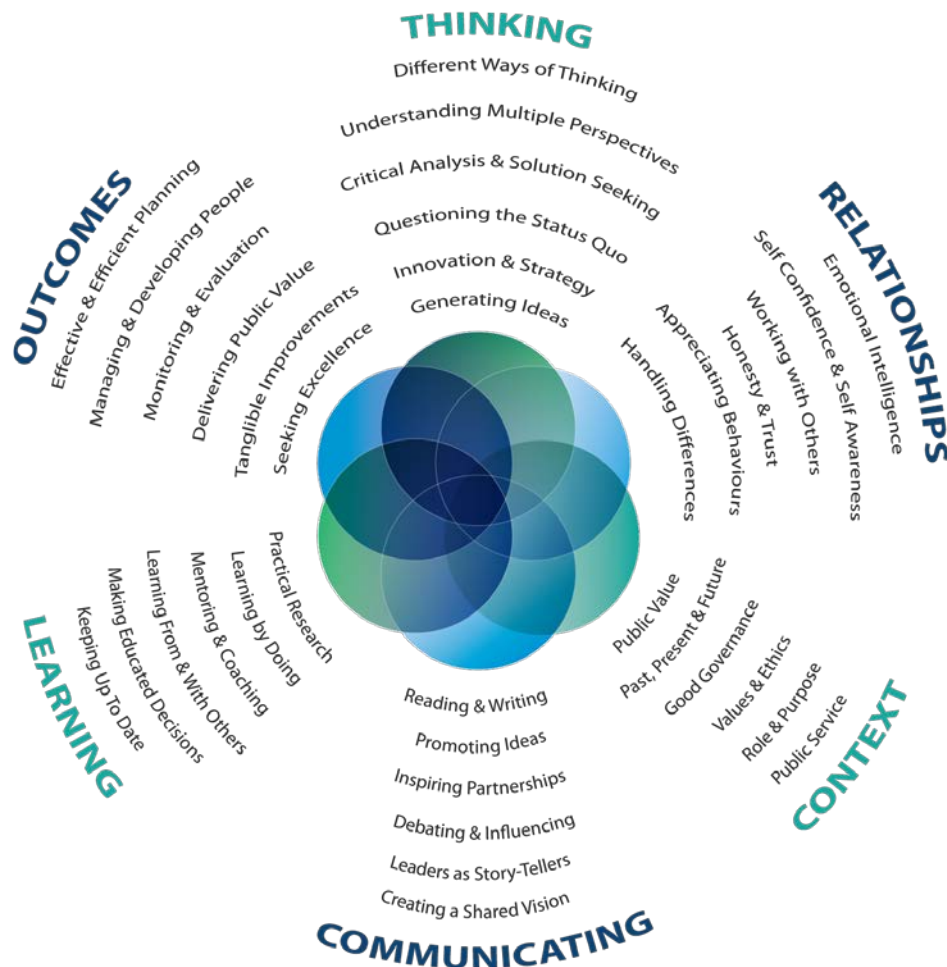 THINKING
Different Ways of Thinking
Understanding Multiple Perspectives
Critical Analysis & Solution Seeking
Questioning the Status Quo
Innovation & Strategy
Generating Ideas
RELATIONSHIPS
Emotional Intelligence
Self Confidence & Self Awareness
Working with Others
Honesty & Trust
Appreciating Behaviours
Handling Differences
CONTEXT
Public Value
Past, Present & Future
Good Governance
Values & Ethics
Role & Purpose
Public Service
Reading & Writing
Promoting Ideas
Inspiring Partnerships
Debating & Influencing
Leaders as Story-Tellers
Creating a Shared Vision
COMMUNICATING
LEARNING
Keeping Up To Date
Making Educated Decisions
Learning From & With Others
Mentoring & Coaching
Learning by Doing
Practical Research
OUTCOMES
Effective & Efficient Planning
Managing & Developing People
Monitoring & Evaluation
Delivering Public Value
Tangible Improvements
Seeking Excellence